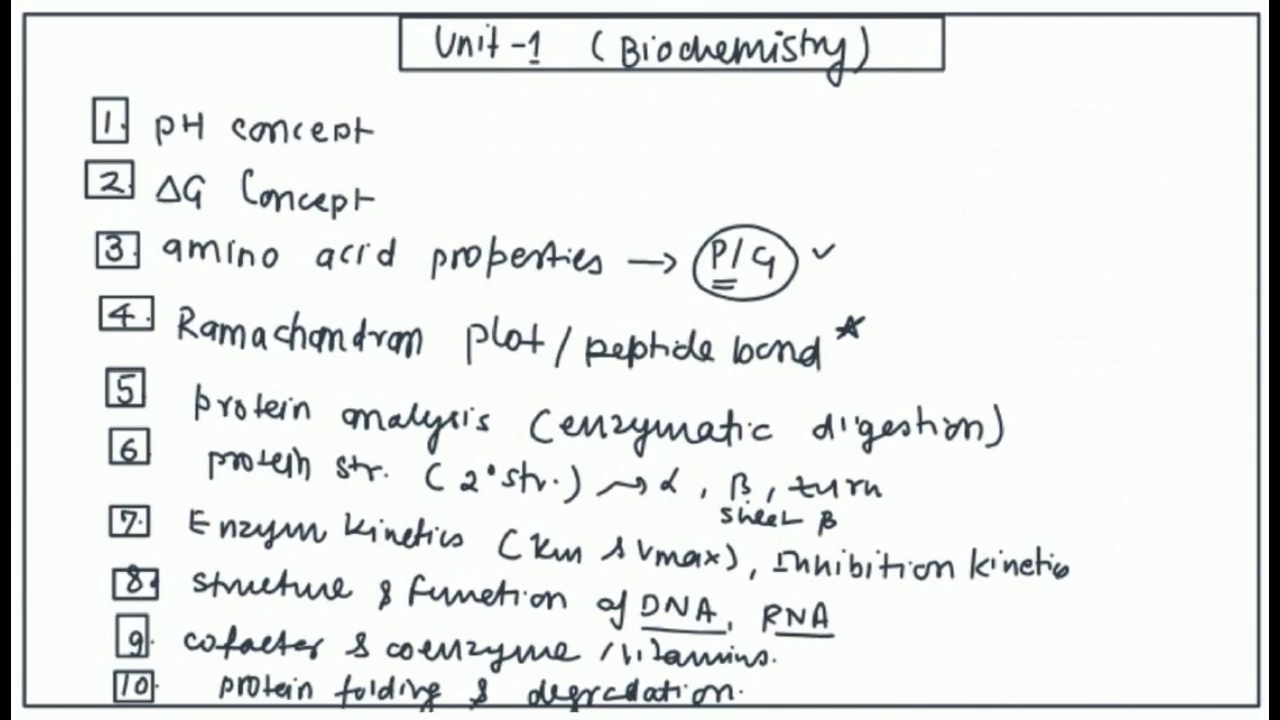 Unit-1 (Biochemistry)
1. pH concept
2. ΔG Concept
3. amino acid properties → P/G ✓
4. Ramachandran plot / peptide bond *
5 protein analysis (enzymatic digestion)
6 protein str. (2° str.) → α, β, turn
sheet β
7. Enzym kinetics (Km & Vmax), Inhibition kinetics
8. structure & function of DNA, RNA
9. cofactor & coenzyme / vitamins.
10. protein folding & degradation.